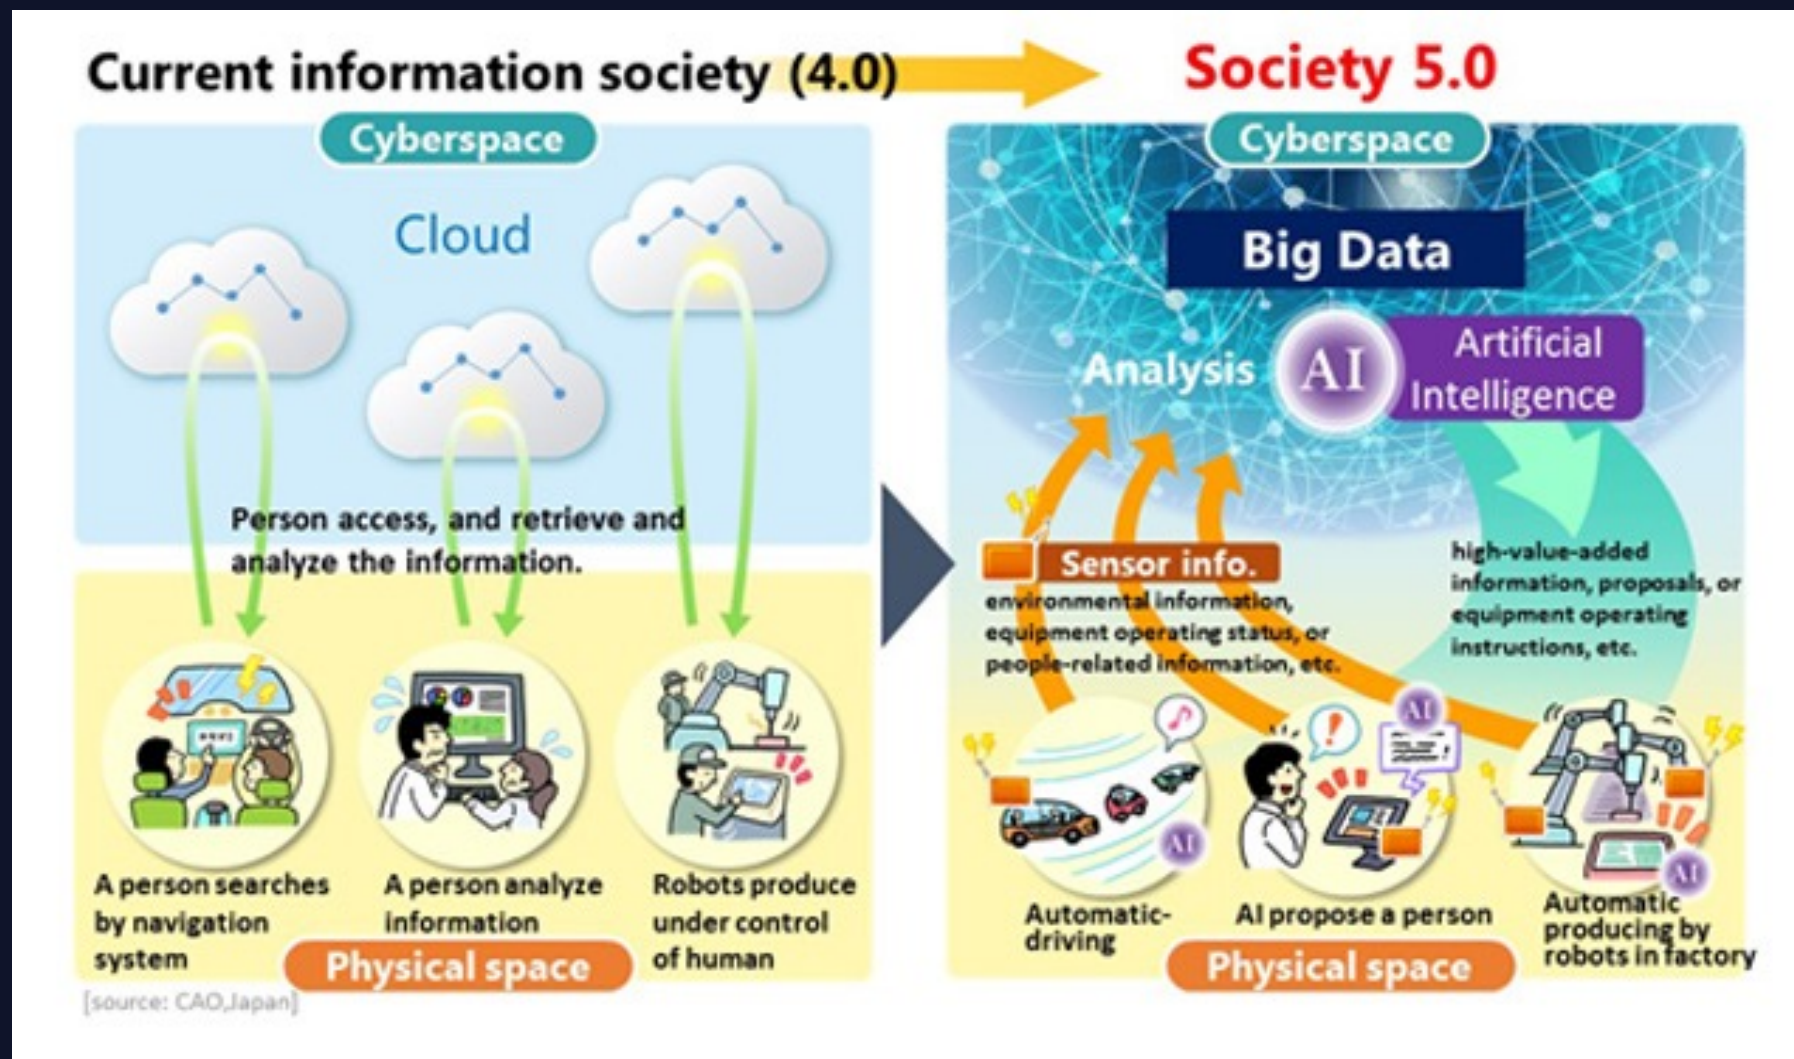 Current information society (4.0)
Society 5.0
Cyberspace
Cloud
Person access, and retrieve and
analyze the information.
A person searches
by navigation
system
A person analyze
information
Robots produce
under control
of human
Physical space
[source: CAO,Japan]
Cyberspace
Big Data
Analysis
AI
Artificial
Intelligence
Sensor info.
environmental information,
equipment operating status, or
people-related information, etc.
high-value-added
information, proposals, or
equipment operating
instructions, etc.
AI
!
AI
AI
Automatic-
driving
AI propose a person
Automatic
producing by
robots in factory
Physical space